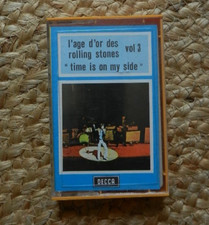 l'age d'or des
rolling stones vol 3
"time is on my side"
DECCA